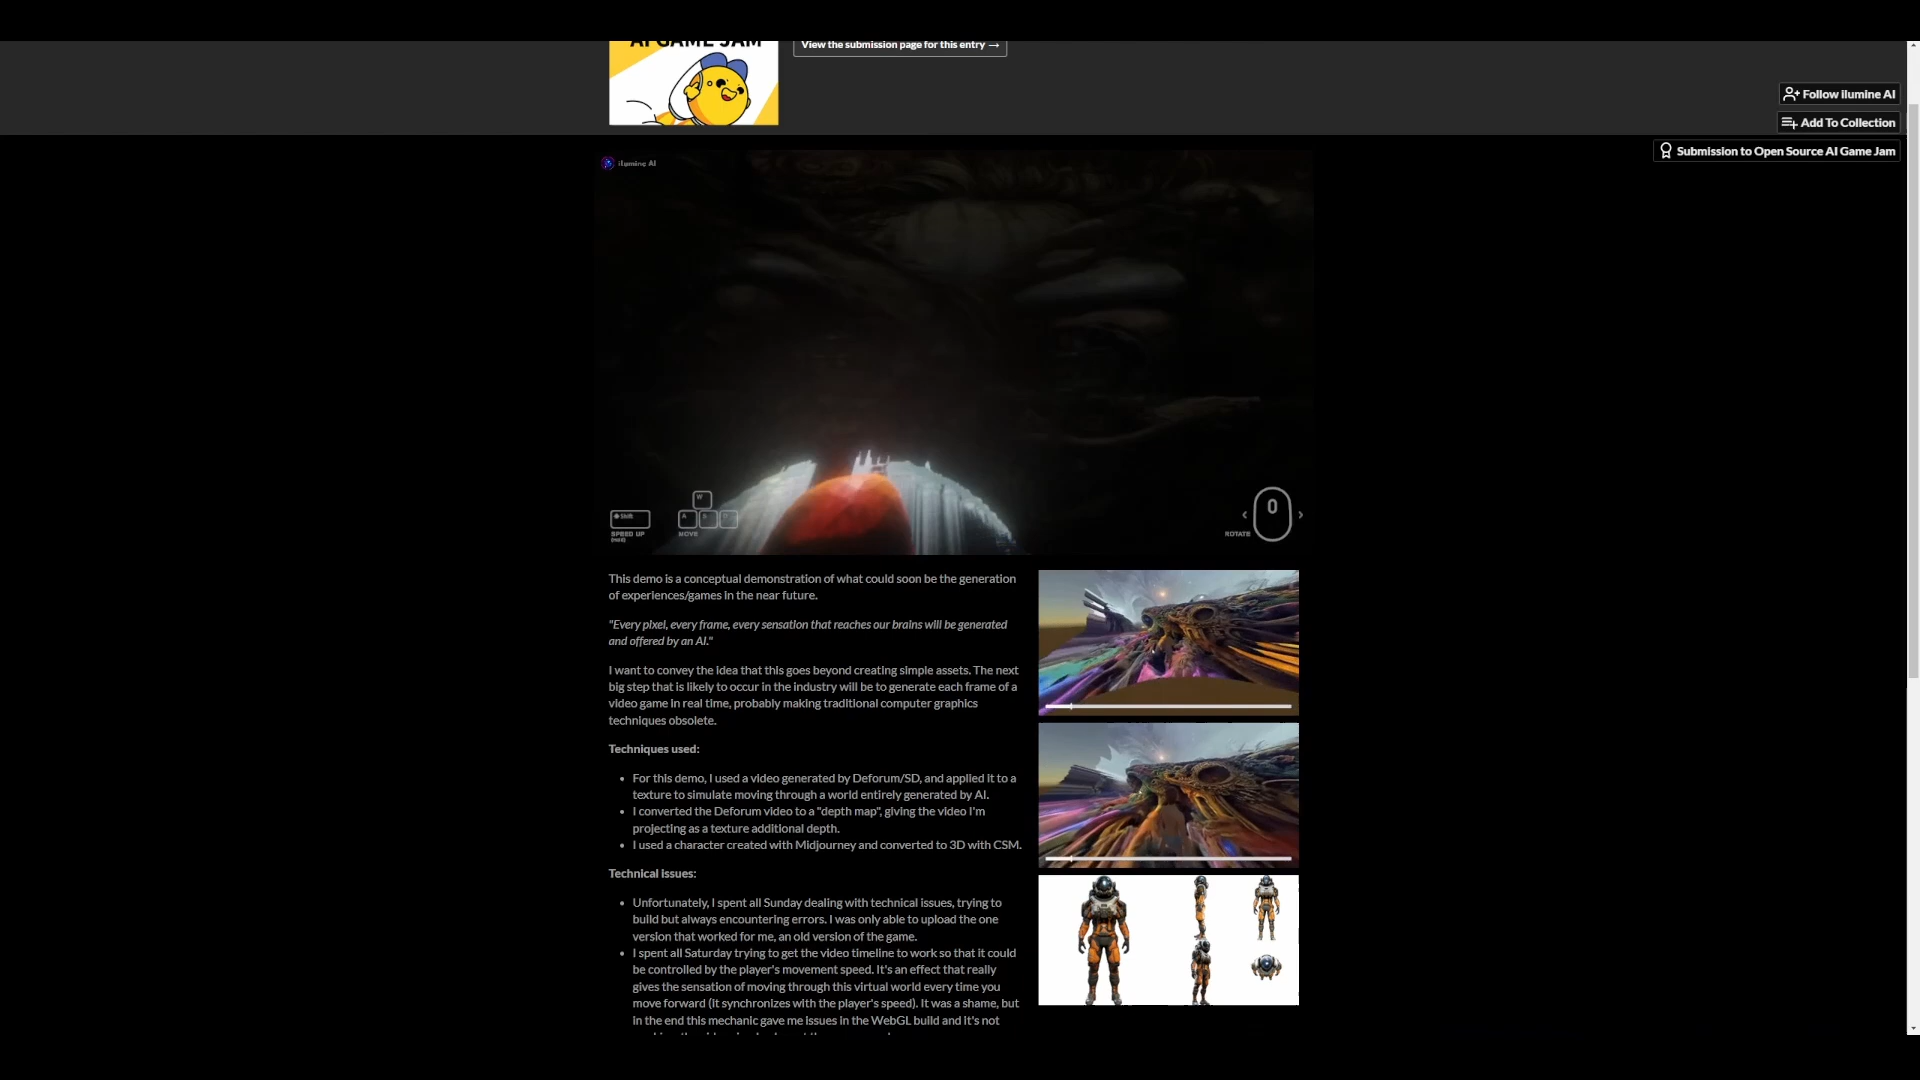 AI GAME JAM
View the submission page for this entry →
Follow ilumine AI
Add To Collection
Submission to Open Source AI Game Jam
ilumine AI
Shift
SPEED UP
W
A
MOVE
ROTATE
This demo is a conceptual demonstration of what could soon be the generation
of experiences/games in the near future.
"Every pixel, every frame, every sensation that reaches our brains will be generated
and offered by an AI."
I want to convey the idea that this goes beyond creating simple assets. The next
big step that is likely to occur in the industry will be to generate each frame of a
video game in real time, probably making traditional computer graphics
techniques obsolete.
Techniques used:
For this demo, I used a video generated by Deforum/SD, and applied it to a
texture to simulate moving through a world entirely generated by AI.
I converted the Deforum video to a "depth map", giving the video I'm
projecting as a texture additional depth.
I used a character created with Midjourney and converted to 3D with CSM.
Technical issues:
Unfortunately, I spent all Sunday dealing with technical issues, trying to
build but always encountering errors. I was only able to upload the one
version that worked for me, an old version of the game.
I spent all Saturday trying to get the video timeline to work so that it could
be controlled by the player's movement speed. It's an effect that really
gives the sensation of moving through this virtual world every time you
move forward (it synchronizes with the player's speed). It was a shame, but
in the end this mechanic gave me issues in the WebGL build and it's not